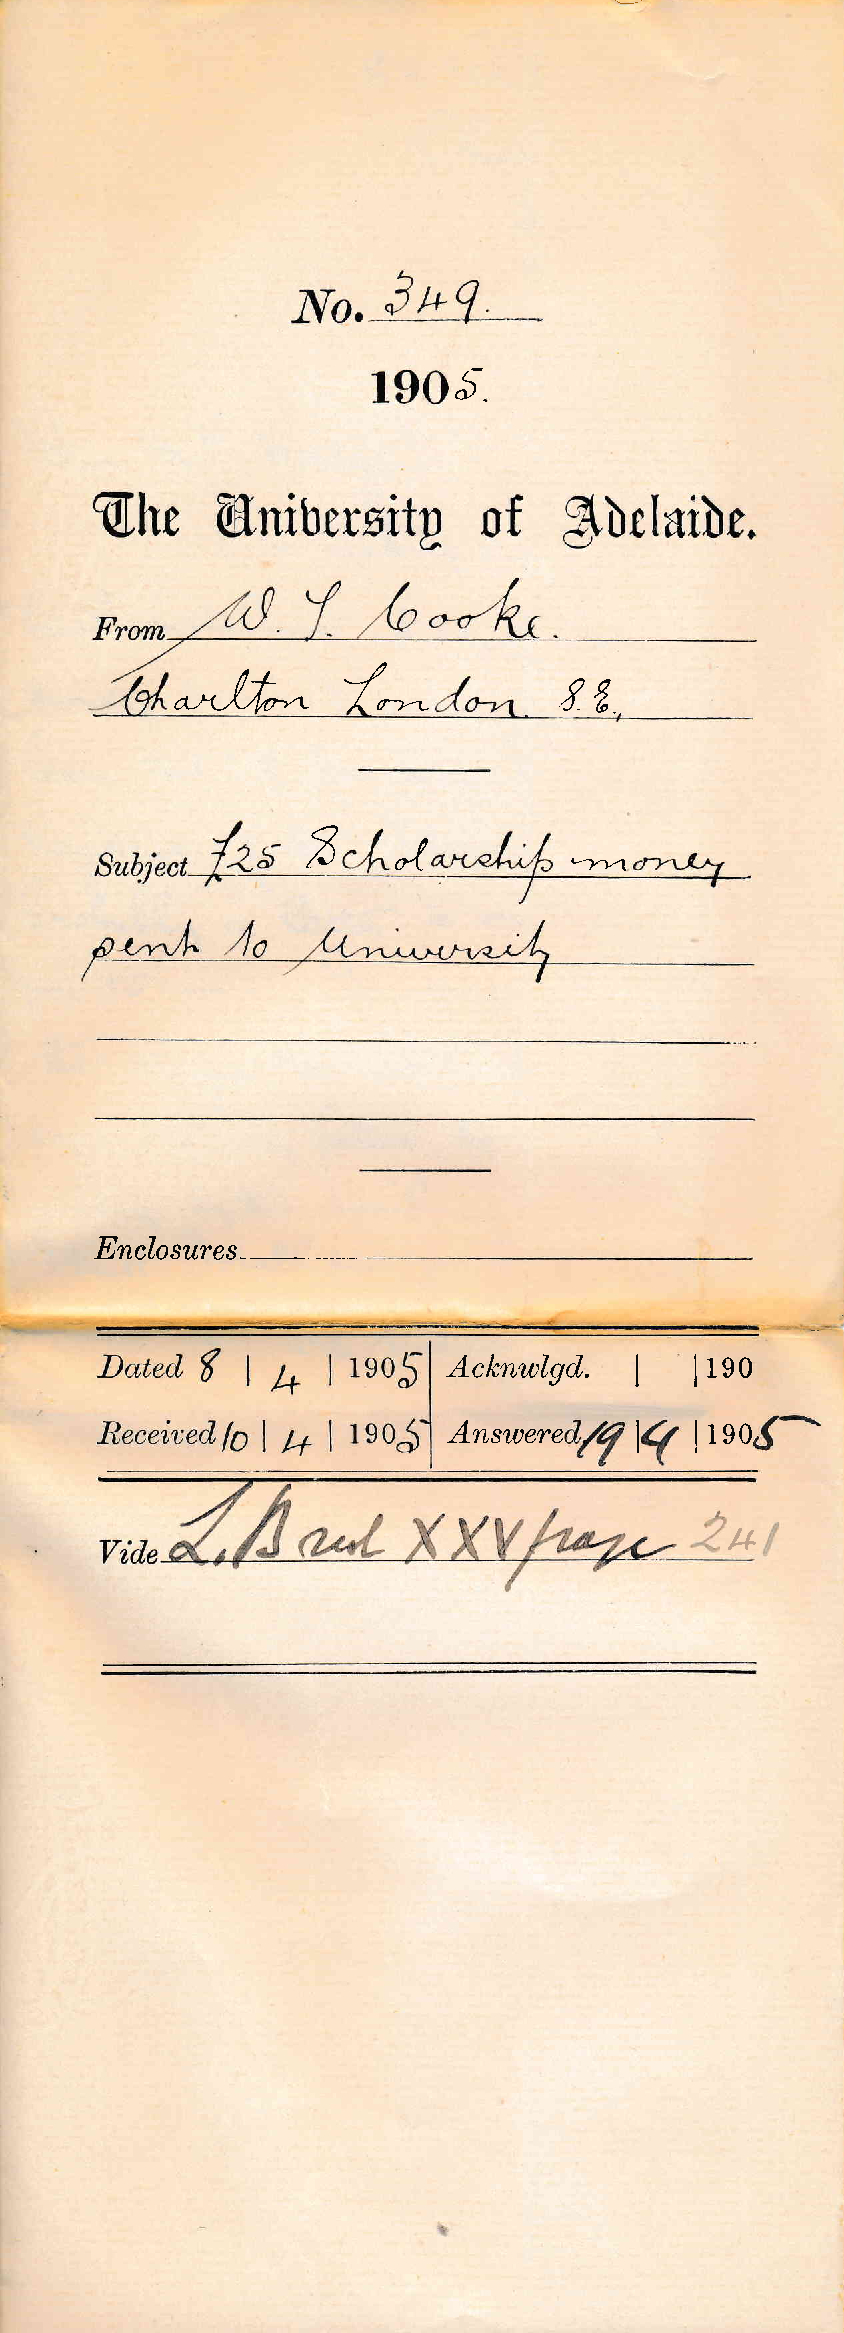 No. 349.
1905.
The University of Adelaide.
From W. T. Cooke.
Charlton London. S.E.,
Subject £25 Scholarship money
sent to University
Enclosures
Dated 8 | 4 | 1905 Acknwlgd. | | 190
Received 10 | 4 | 1905 Answered 19 | 4 | 1905
Vide L. B vol XXV page 241